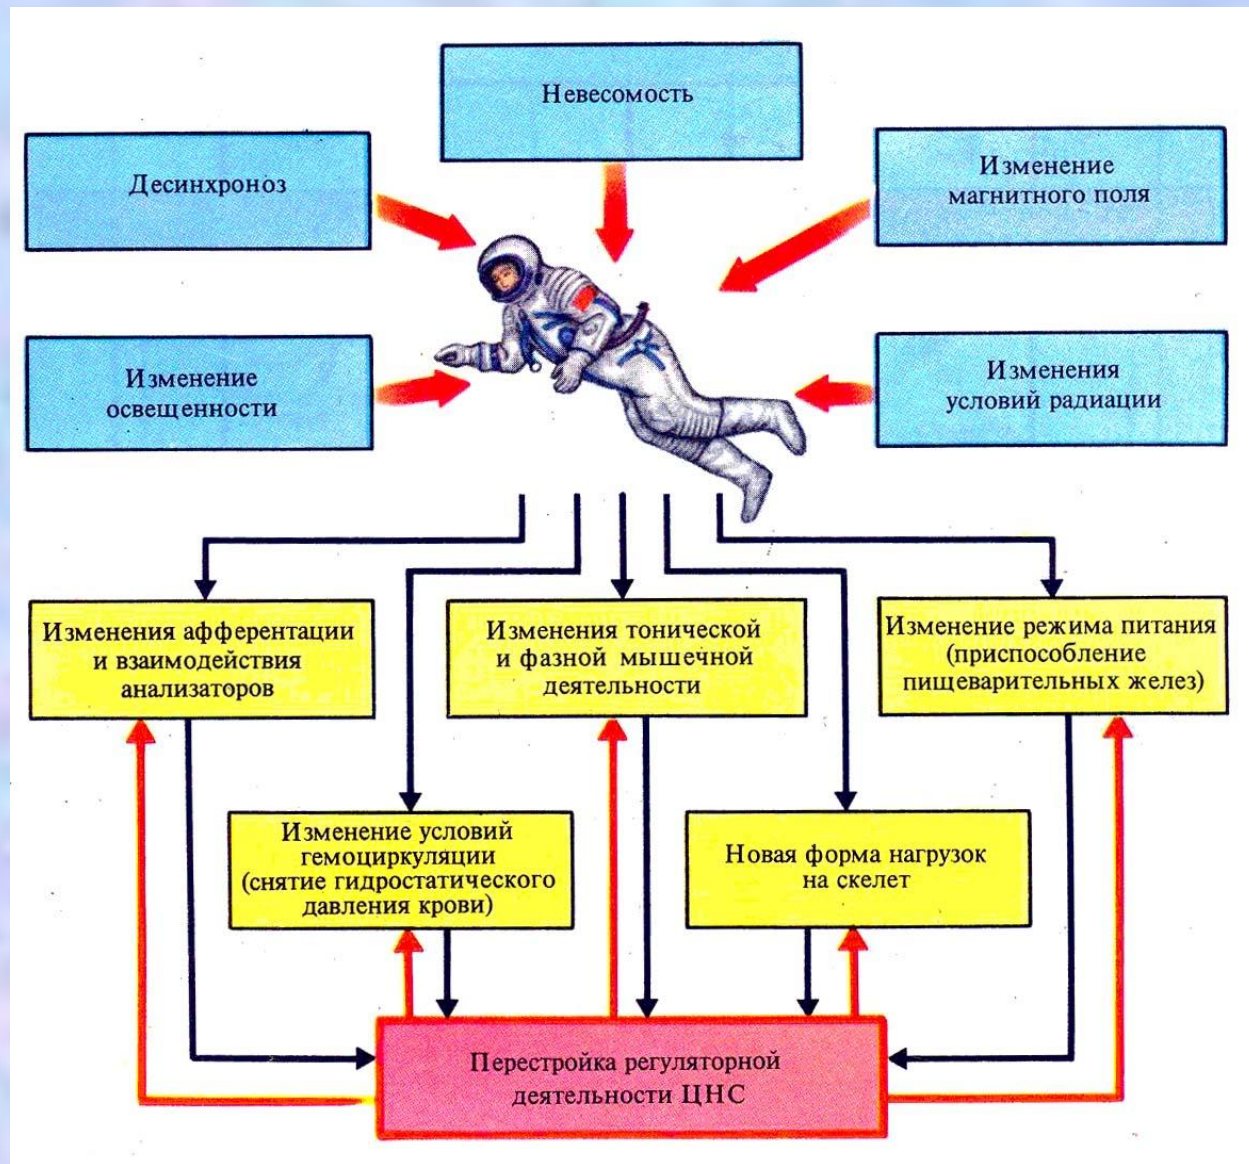 Невесомость
Десинхроноз
Изменение
магнитного поля
Изменение
освещенности
Изменения
условий радиации
Изменения афферентации
и взаимодействия
анализаторов
Изменения тонической
и фазной мышечной
деятельности
Изменение режима питания
(приспособление
пищеварительных желез)
Изменение условий
гемоциркуляции
(снятие гидростатического
давления крови)
Новая форма нагрузок
на скелет
Перестройка регуляторной
деятельности ЦНС